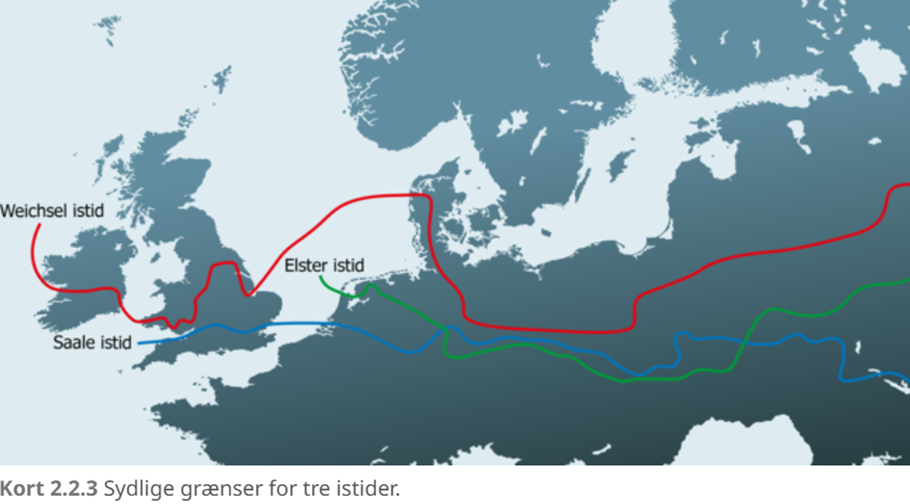 Weichsel istid
Elster istid
Saale istid
Kort 2.2.3 Sydlige grænser for tre istider.